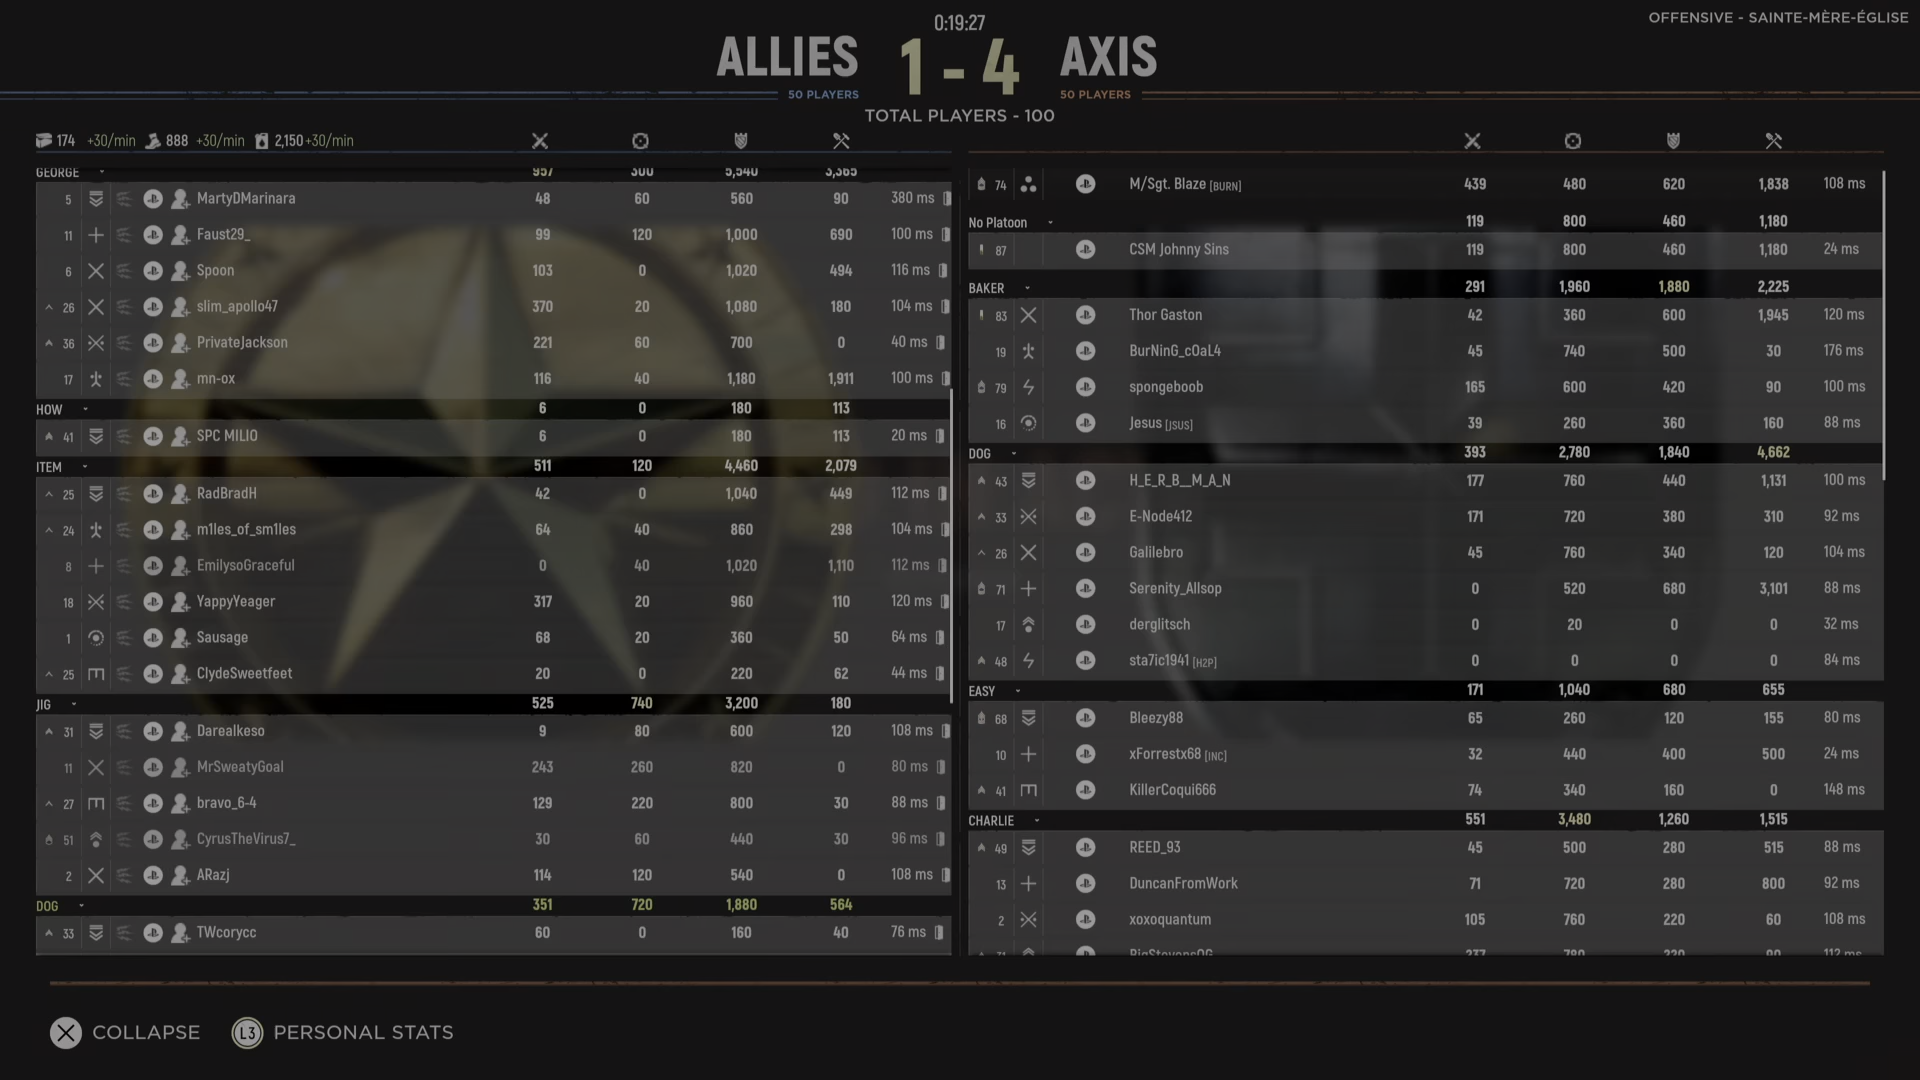 0:19:27
OFFENSIVE - SAINTE-MÈRE-ÉGLISE
ALLIES 1 - 4 AXIS
50 PLAYERS 50 PLAYERS
TOTAL PLAYERS - 100
174 +30/min 888 +30/min 2,150 +30/min
GEORGE 957 300 5,540 3,365
5 MartyDMarinara 48 60 560 90 380 ms
11 Faust29_ 99 120 1,000 690 100 ms
6 Spoon 103 0 1,020 494 116 ms
26 slim_apollo47 370 20 1,080 180 104 ms
36 PrivateJackson 221 60 700 0 40 ms
17 mn-ox 116 40 1,180 1,911 100 ms
HOW 6 0 180 113
41 SPC MILIO 6 0 180 113 20 ms
ITEM 511 120 4,460 2,079
25 RadBradH 42 0 1,040 449 112 ms
24 m1les_of_sm1les 64 40 860 298 104 ms
8 EmilysoGraceful 0 40 1,020 1,110 112 ms
18 YappyYeager 317 20 960 110 120 ms
1 Sausage 68 20 360 50 64 ms
25 ClydeSweetfeet 20 0 220 62 44 ms
JIG 525 740 3,200 180
31 Darealkeso 9 80 600 120 108 ms
11 MrSweatyGoal 243 260 820 0 80 ms
27 bravo_6-4 129 220 800 30 88 ms
51 CyrusTheVirus7_ 30 60 440 30 96 ms
2 ARazj 114 120 540 0 108 ms
DOG 351 720 1,880 564
33 TWcorycc 60 0 160 40 76 ms
74 M/Sgt. Blaze [BURN] 439 480 620 1,838 108 ms
No Platoon 119 800 460 1,180
87 CSM Johnny Sins 119 800 460 1,180 24 ms
BAKER 291 1,960 1,880 2,225
83 Thor Gaston 42 360 600 1,945 120 ms
19 BurNinG_cOaL4 45 740 500 30 176 ms
79 spongeboob 165 600 420 90 100 ms
16 Jesus [JSUS] 39 260 360 160 88 ms
DOG 393 2,780 1,840 4,662
43 H_E_R_B__M_A_N 177 760 440 1,131 100 ms
33 E-Node412 171 720 380 310 92 ms
26 Galilebro 45 760 340 120 104 ms
71 Serenity_Allsop 0 520 680 3,101 88 ms
17 derglitsch 0 20 0 0 32 ms
48 sta7ic1941 [H2P] 0 0 0 0 84 ms
EASY 171 1,040 680 655
68 Bleezy88 65 260 120 155 80 ms
10 xForrestx68 [INC] 32 440 400 500 24 ms
41 KillerCoqui666 74 340 160 0 148 ms
CHARLIE 551 3,480 1,260 1,515
49 REED_93 45 500 280 515 88 ms
13 DuncanFromWork 71 720 280 800 92 ms
2 xoxoquantum 105 760 220 60 108 ms
BigStevensOG 112 ms
COLLAPSE L3 PERSONAL STATS